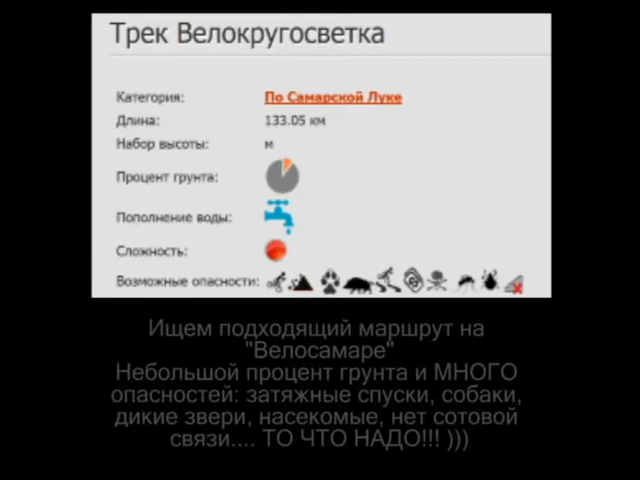 Трек Велокругосветка
Категория: По Самарской Луке
Длина: 133.05 км
Набор высоты: м
Процент грунта:
Пополнение воды:
Сложность:
Возможные опасности:
Ищем подходящий маршрут на
"Велосамаре"
Небольшой процент грунта и МНОГО
опасностей: затяжные спуски, собаки,
дикие звери, насекомые, нет сотовой
связи.... ТО ЧТО НАДО!!! )))